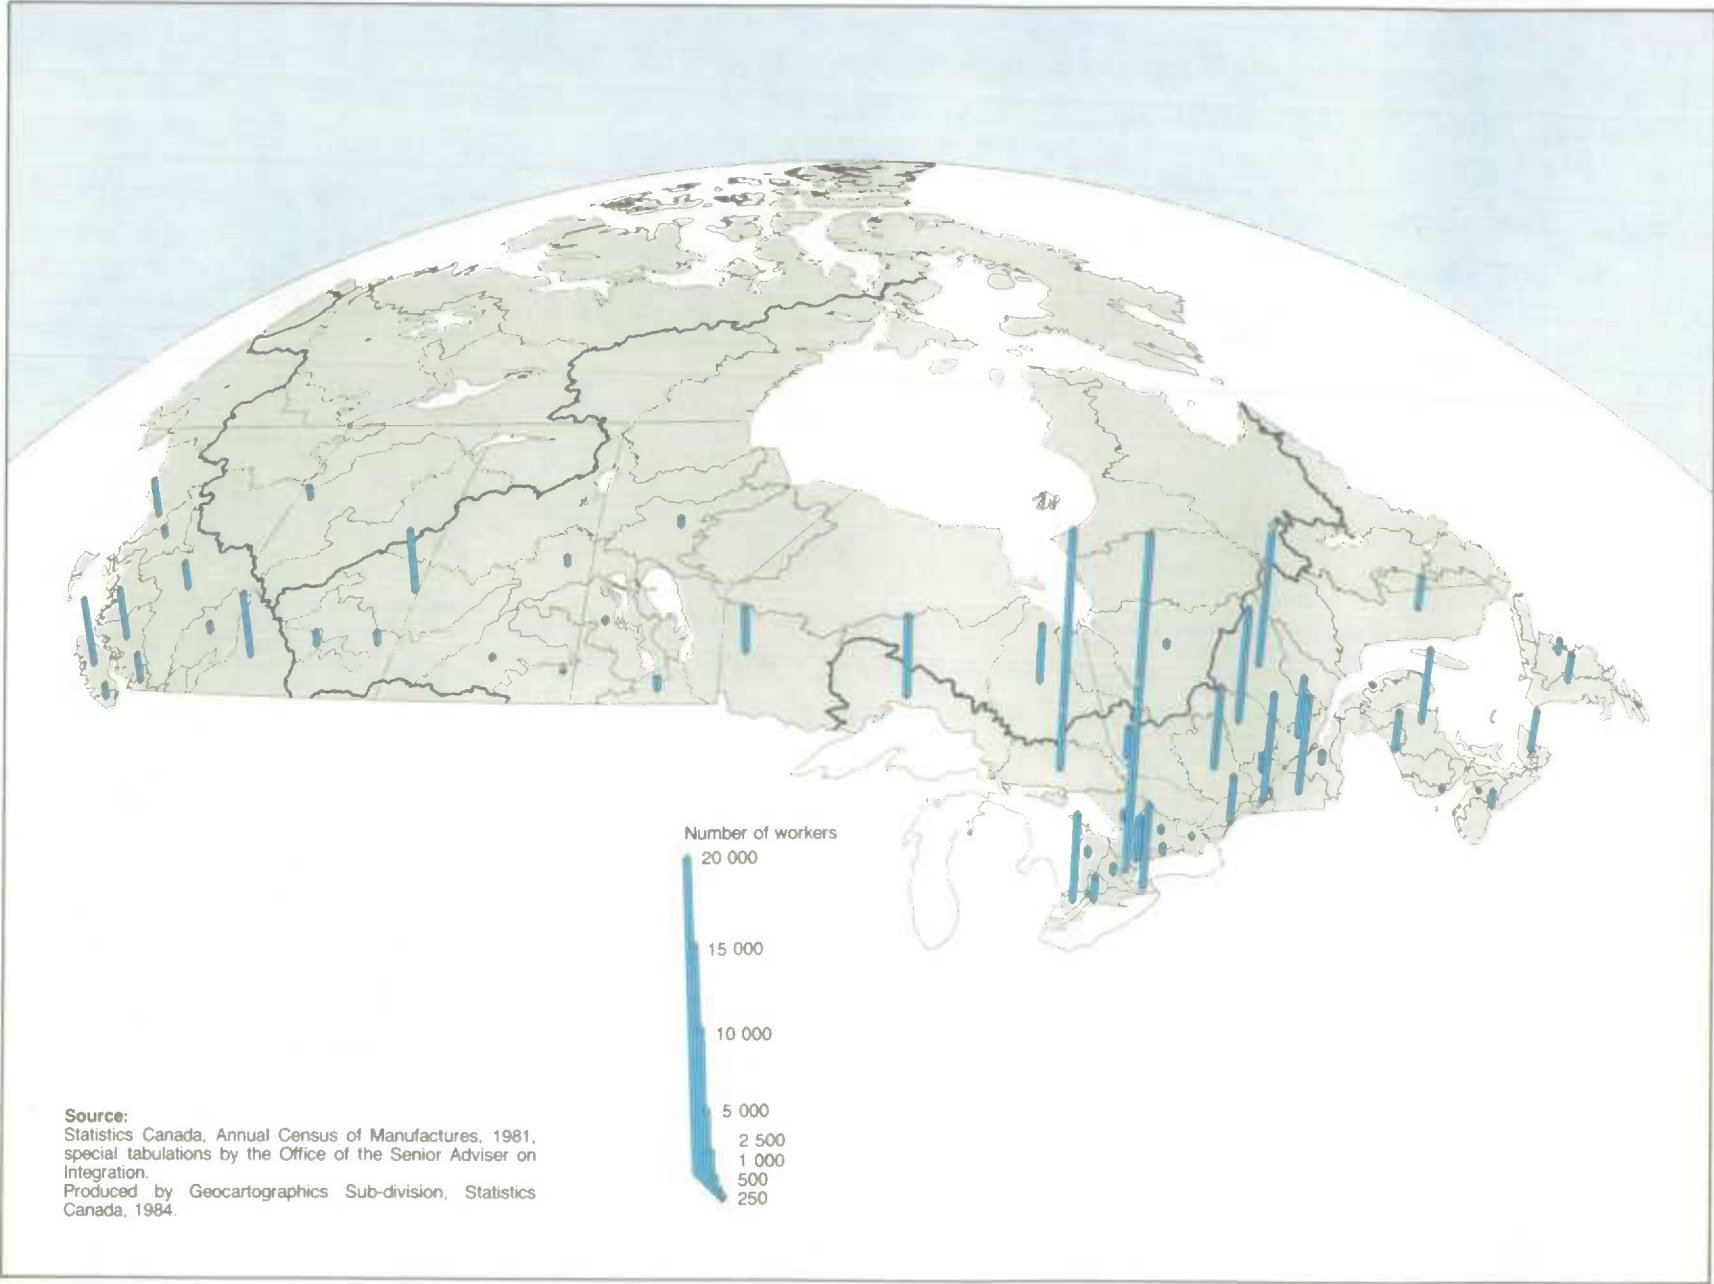 Number of workers
20 000
15 000
10 000
5 000
2 500
1 000
500
250
Source:
Statistics Canada, Annual Census of Manufactures, 1981,
special tabulations by the Office of the Senior Adviser on
Integration.
Produced by Geocartographics Sub-division, Statistics
Canada, 1984.